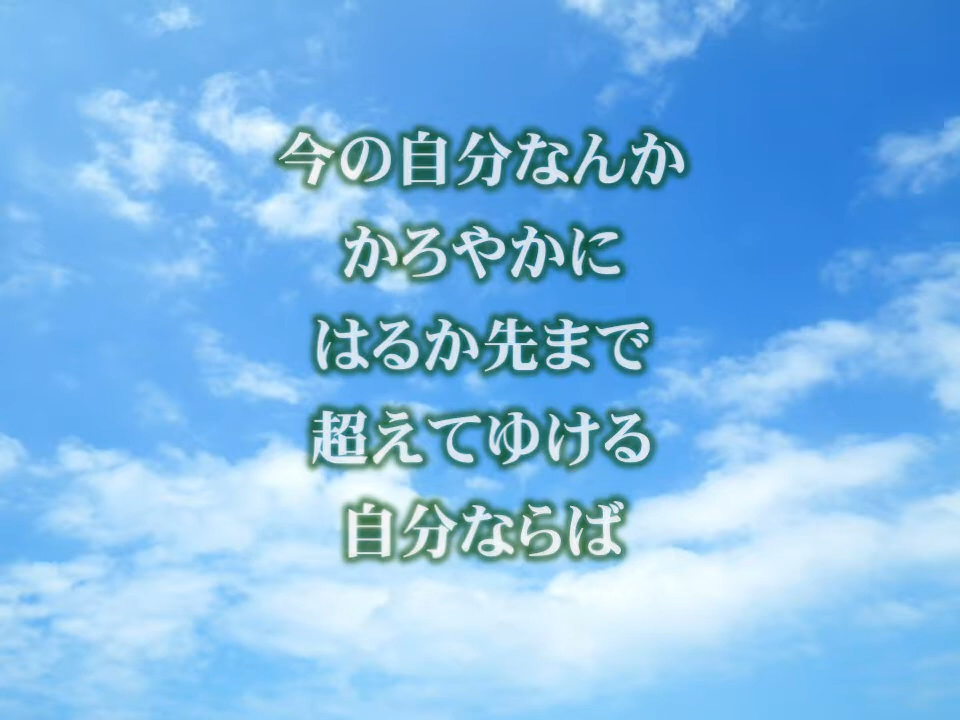 今の自分なんか
かろやかに
はるか先まで
超えてゆける
自分ならば